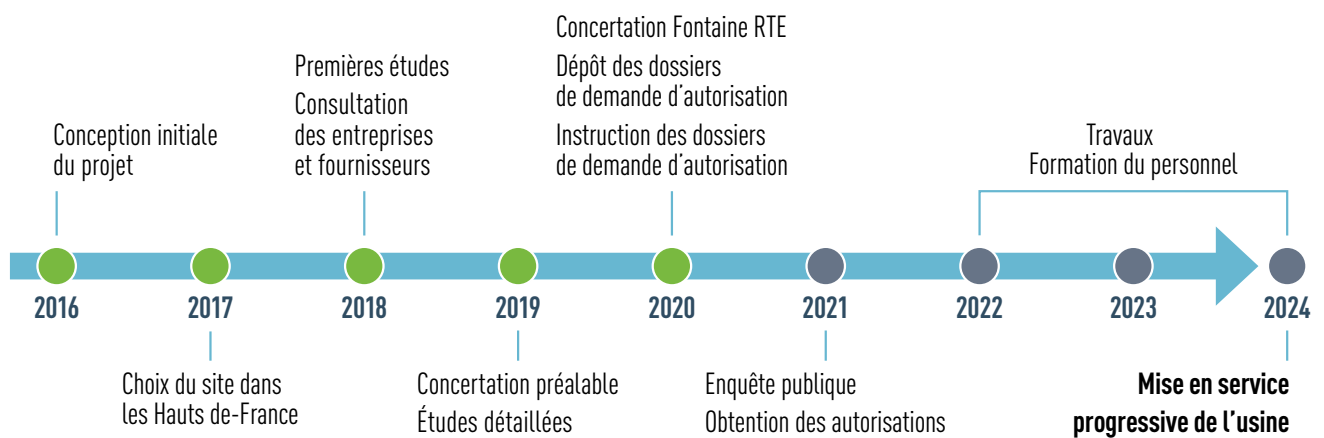 Conception initiale
du projet
Premières études
Consultation
des entreprises
et fournisseurs
Concertation Fontaine RTE
Dépôt des dossiers
de demande d'autorisation
Instruction des dossiers
de demande d'autorisation
Travaux
Formation du personnel
2016
2017
2018
2019
2020
2021
2022
2023
2024
Choix du site dans
les Hauts de-France
Concertation préalable
Études détaillées
Enquête publique
Obtention des autorisations
Mise en service
progressive de l'usine